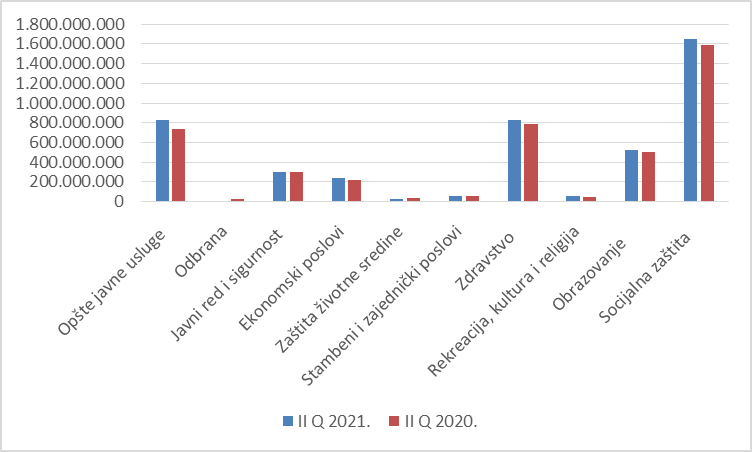 1.800.000.000
1.600.000.000
1.400.000.000
1.200.000.000
1.000.000.000
800.000.000
600.000.000
400.000.000
200.000.000
0
Opšte javne usluge
Odbrana
Javni red i sigurnost
Ekonomski poslovi
Zaštita životne sredine
Stambeni i zajednički poslovi
Zdravstvo
Rekreacija, kultura i religija
Obrazovanje
Socijalna zaštita
II Q 2021.
II Q 2020.